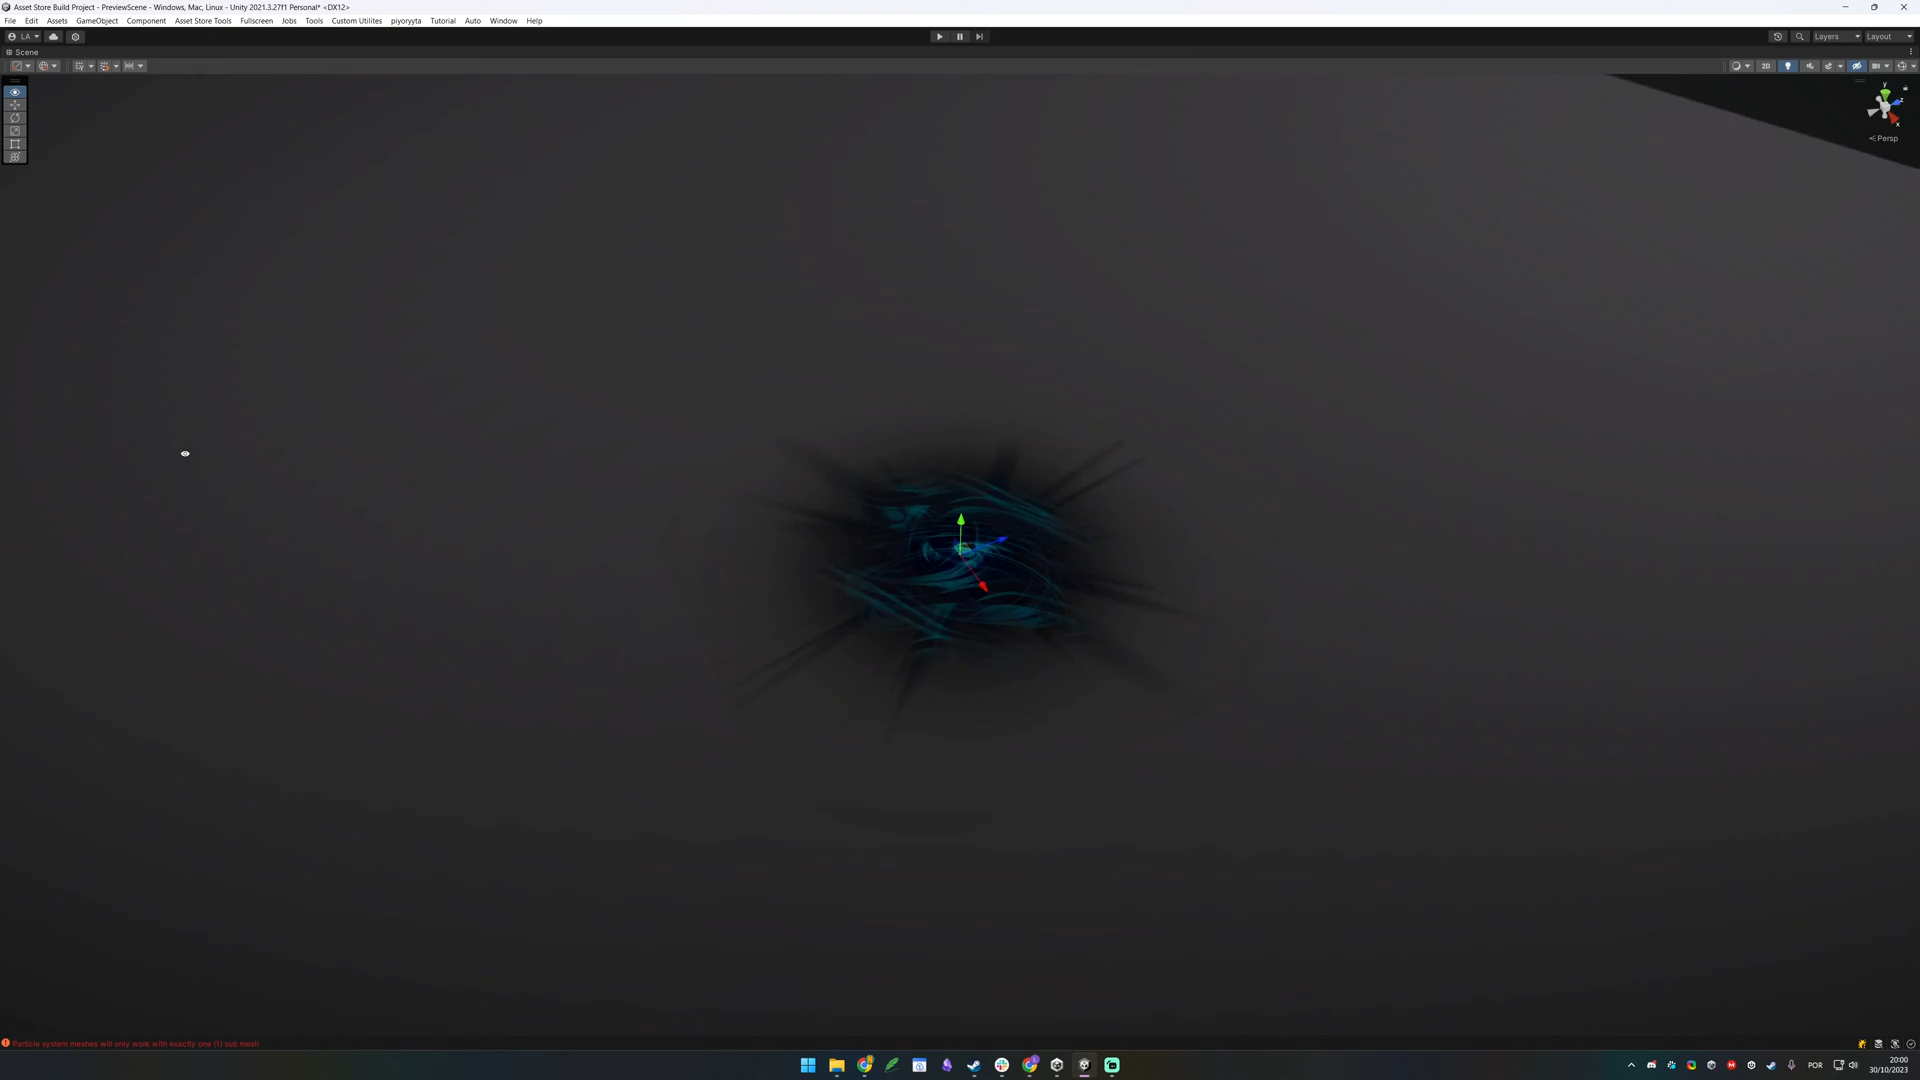 Asset Store Build Project - PreviewScene - Windows, Mac, Linux - Unity 2021.3.27f1 Personal* <DX12>
File Edit Assets GameObject Component Asset Store Tools Fullscreen Jobs Tools Custom Utilites piyoryyta Tutorial Auto Window Help
LA Layers Layout
Scene
2D
y
z
x
Persp
Particle system meshes will only work with exactly one (1) sub mesh
POR
20:00
30/10/2023